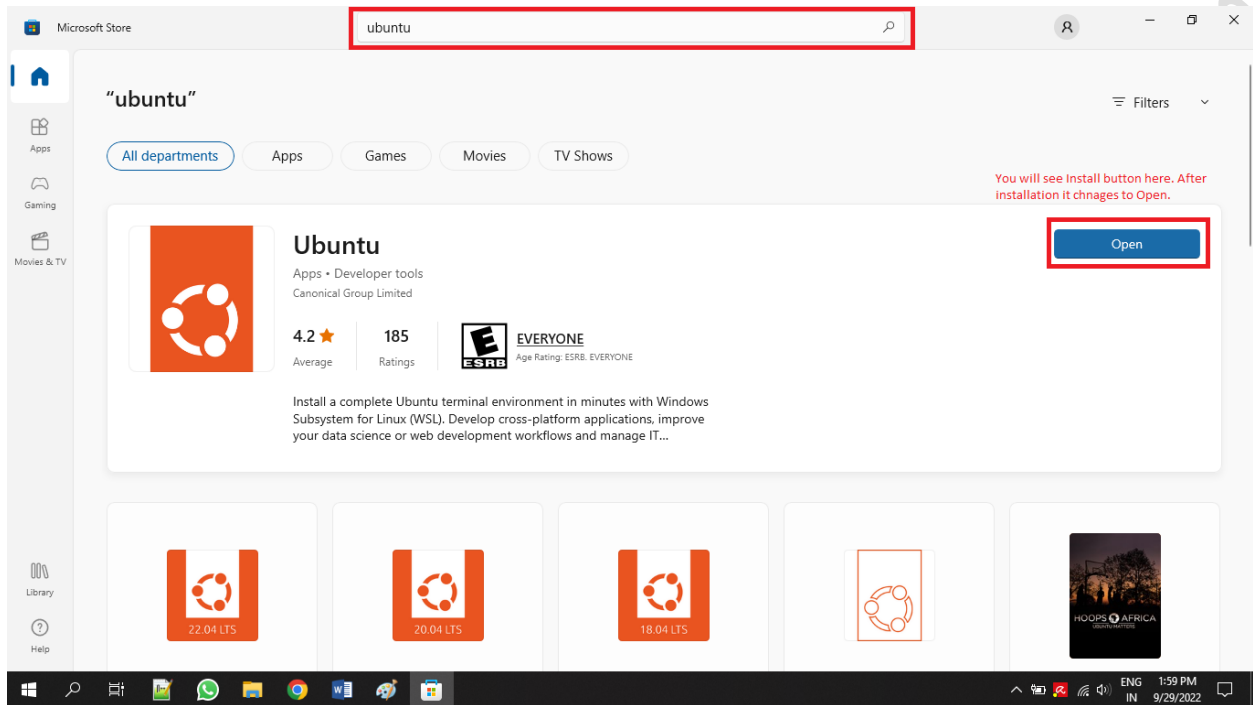 Microsoft Store
ubuntu
"ubuntu"
Filters
All departments Apps Games Movies TV Shows
Apps
Gaming
Movies & TV
Library
Help
You will see Install button here. After
installation it chnages to Open.
Open
Ubuntu
Apps • Developer tools
Canonical Group Limited
4.2 185
Average Ratings
E
ESRB
EVERYONE
Age Rating: ESRB. EVERYONE
Install a complete Ubuntu terminal environment in minutes with Windows
Subsystem for Linux (WSL). Develop cross-platform applications, improve
your data science or web development workflows and manage IT...
22.04 LTS 20.04 LTS 18.04 LTS
HOOPS AFRICA
UBUNTU MATTERS
ENG 1:59 PM
IN 9/29/2022